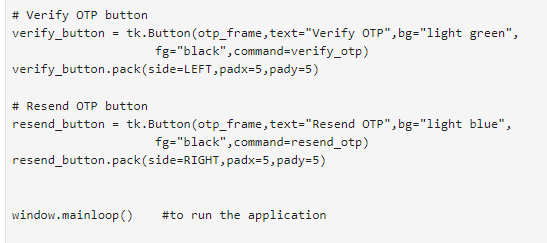 # Verify OTP button
verify_button = tk.Button(otp_frame,text="Verify OTP",bg="light green",
fg="black",command=verify_otp)
verify_button.pack(side=LEFT,padx=5,pady=5)
# Resend OTP button
resend_button = tk.Button(otp_frame,text="Resend OTP",bg="light blue",
fg="black",command=resend_otp)
resend_button.pack(side=RIGHT,padx=5,pady=5)
window.mainloop()    #to run the application